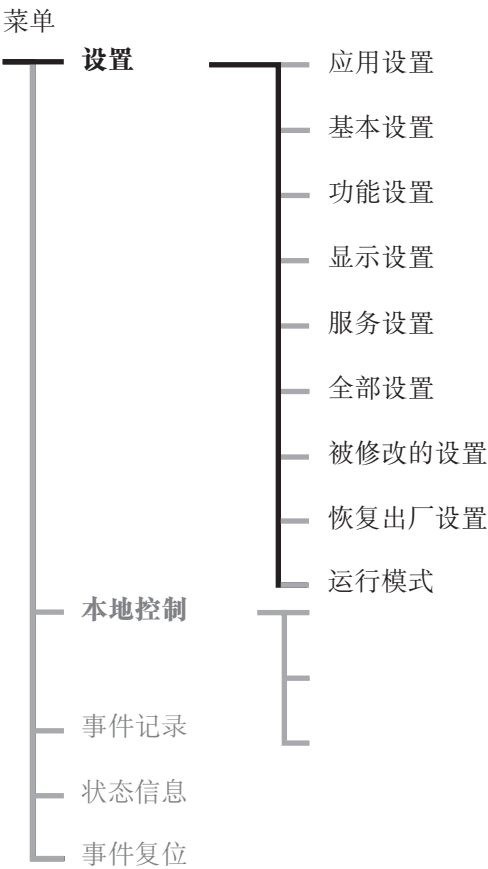 菜单
设置
应用设置
基本设置
功能设置
显示设置
服务设置
全部设置
被修改的设置
恢复出厂设置
运行模式
本地控制
事件记录
状态信息
事件复位